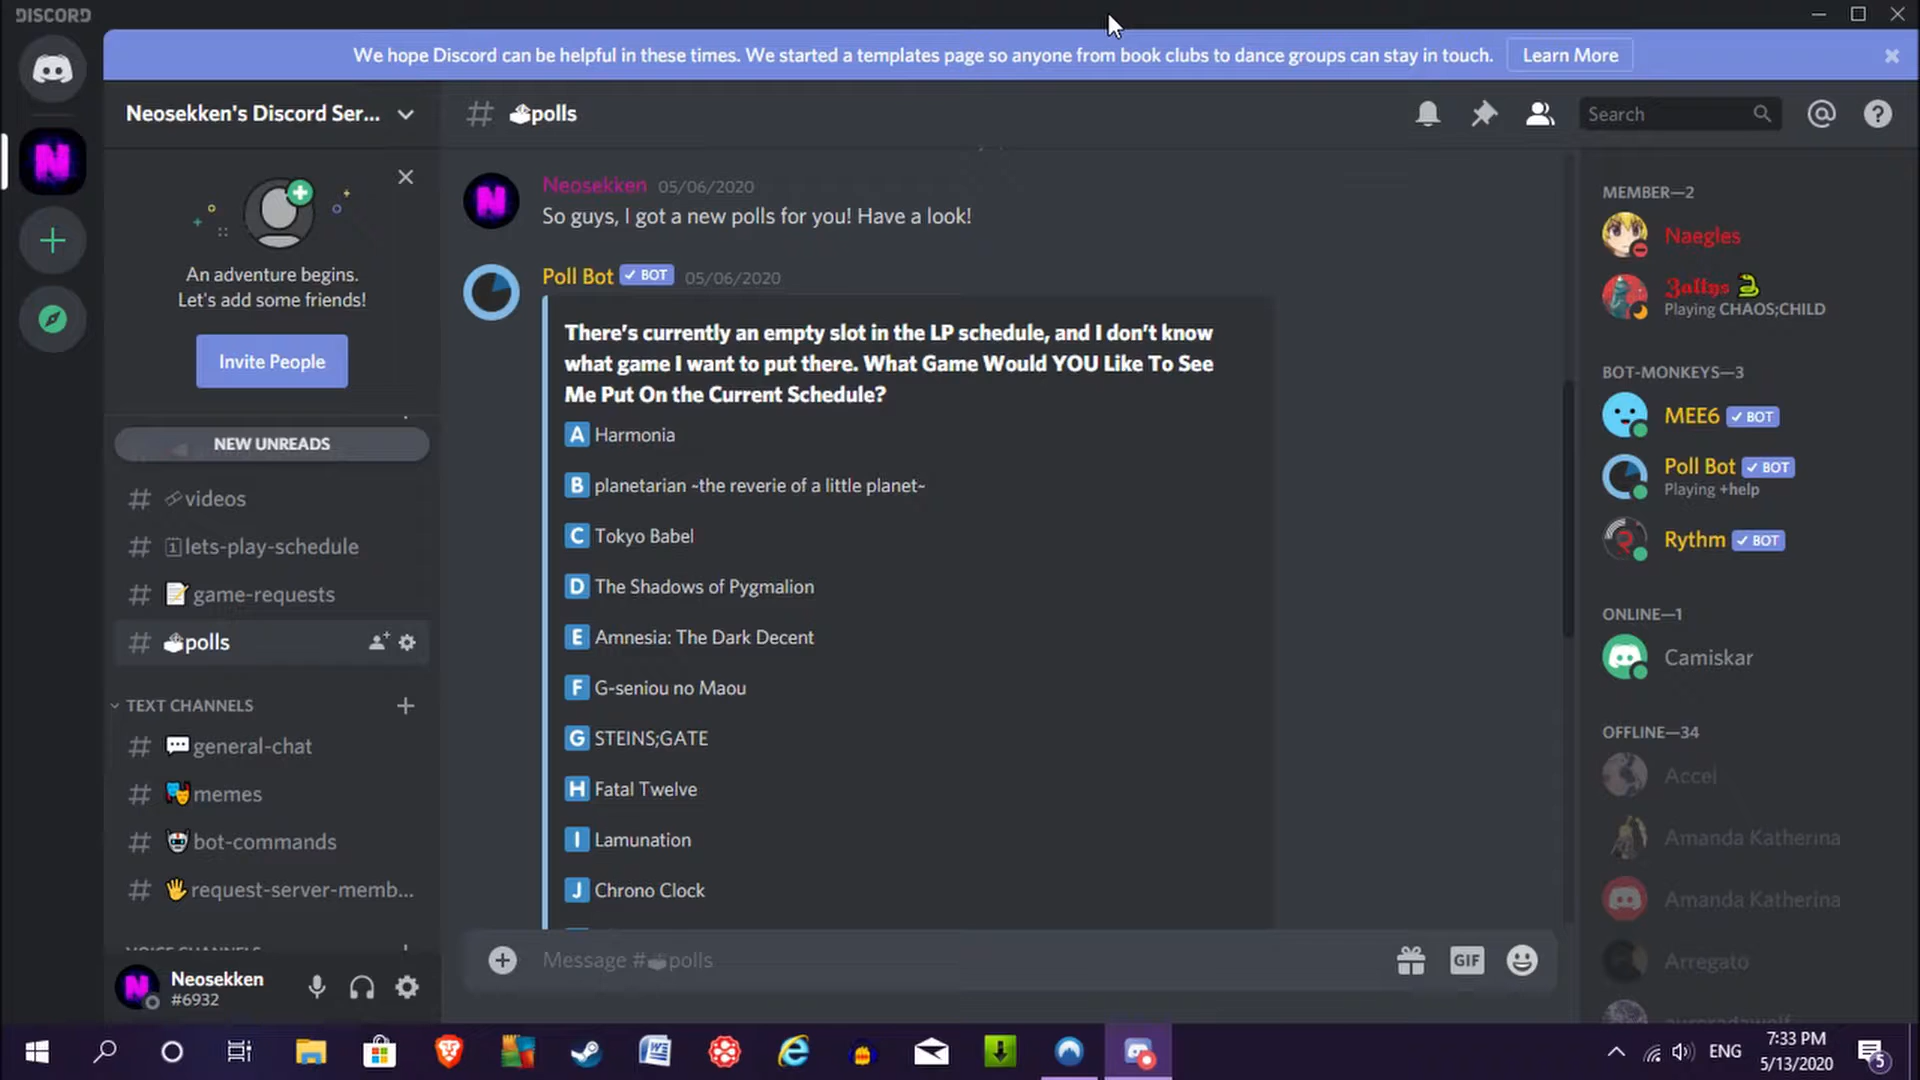 DISCORD
We hope Discord can be helpful in these times. We started a templates page so anyone from book clubs to dance groups can stay in touch.
Learn More
Neosekken's Discord Ser...
# polls
Search
An adventure begins.
Let's add some friends!
Invite People
NEW UNREADS
# videos
# lets-play-schedule
# game-requests
# polls
TEXT CHANNELS
# general-chat
# memes
# bot-commands
# request-server-memb...
VOICE CHANNELS
Neosekken
#6932
Neosekken 05/06/2020
So guys, I got a new polls for you! Have a look!
Poll Bot BOT 05/06/2020
There's currently an empty slot in the LP schedule, and I don't know
what game I want to put there. What Game Would YOU Like To See
Me Put On the Current Schedule?
A Harmonia
B planetarian ~the reverie of a little planet~
C Tokyo Babel
D The Shadows of Pygmalion
E Amnesia: The Dark Decent
F G-seniou no Maou
G STEINS;GATE
H Fatal Twelve
I Lamunation
J Chrono Clock
Message # polls
GIF
MEMBER—2
Naegles
Zallys
Playing CHAOS;CHILD
BOT-MONKEYS—3
MEE6 BOT
Poll Bot BOT
Playing +help
Rythm BOT
ONLINE—1
Camiskar
OFFLINE—34
Accel
Amanda Katherina
Amanda Katherina
Arregato
ENG
7:33 PM
5/13/2020
5